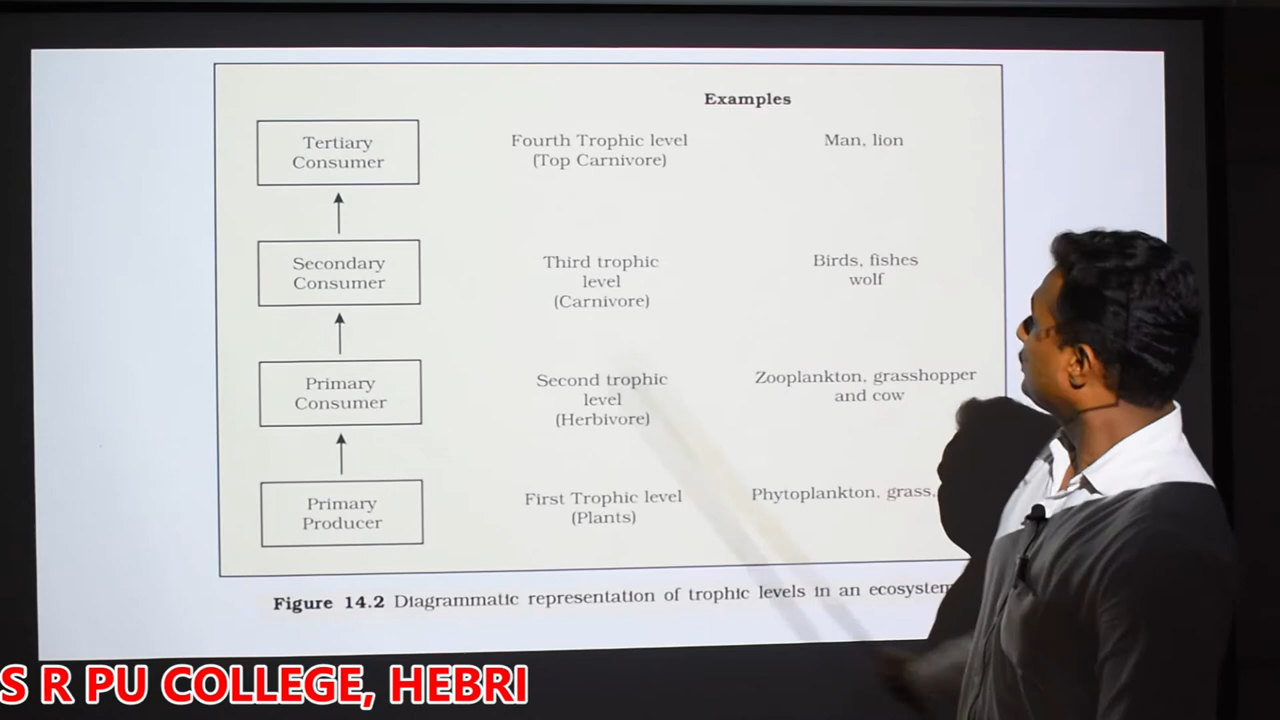 Examples
Tertiary
Consumer
Fourth Trophic level
(Top Carnivore)
Man, lion
Secondary
Consumer
Third trophic
level
(Carnivore)
Birds, fishes
wolf
Primary
Consumer
Second trophic
level
(Herbivore)
Zooplankton, grasshopper
and cow
Primary
Producer
First Trophic level
(Plants)
Phytoplankton, grass,
Figure 14.2 Diagrammatic representation of trophic levels in an ecosystem
S R PU COLLEGE, HEBRI